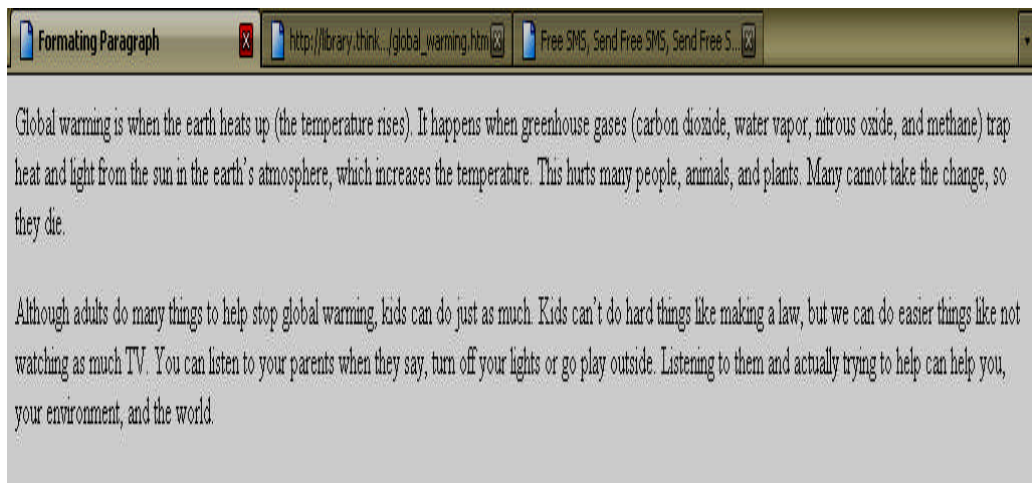 Formating Paragraph
http://library.think.../global_warming.htm
Free SMS, Send Free SMS, Send Free S...
Global warming is when the earth heats up (the temperature rises). It happens when greenhouse gases (carbon dioxide, water vapor, nitrous oxide, and methane) trap
heat and light from the sun in the earth's atmosphere, which increases the temperature. This hurts many people, animals, and plants. Many cannot take the change, so
they die.
Although adults do many things to help stop global warming, kids can do just as much. Kids can't do hard things like making a law, but we can do easier things like not
watching as much TV. You can listen to your parents when they say, turn off your lights or go play outside. Listening to them and actually trying to help can help you,
your environment, and the world.